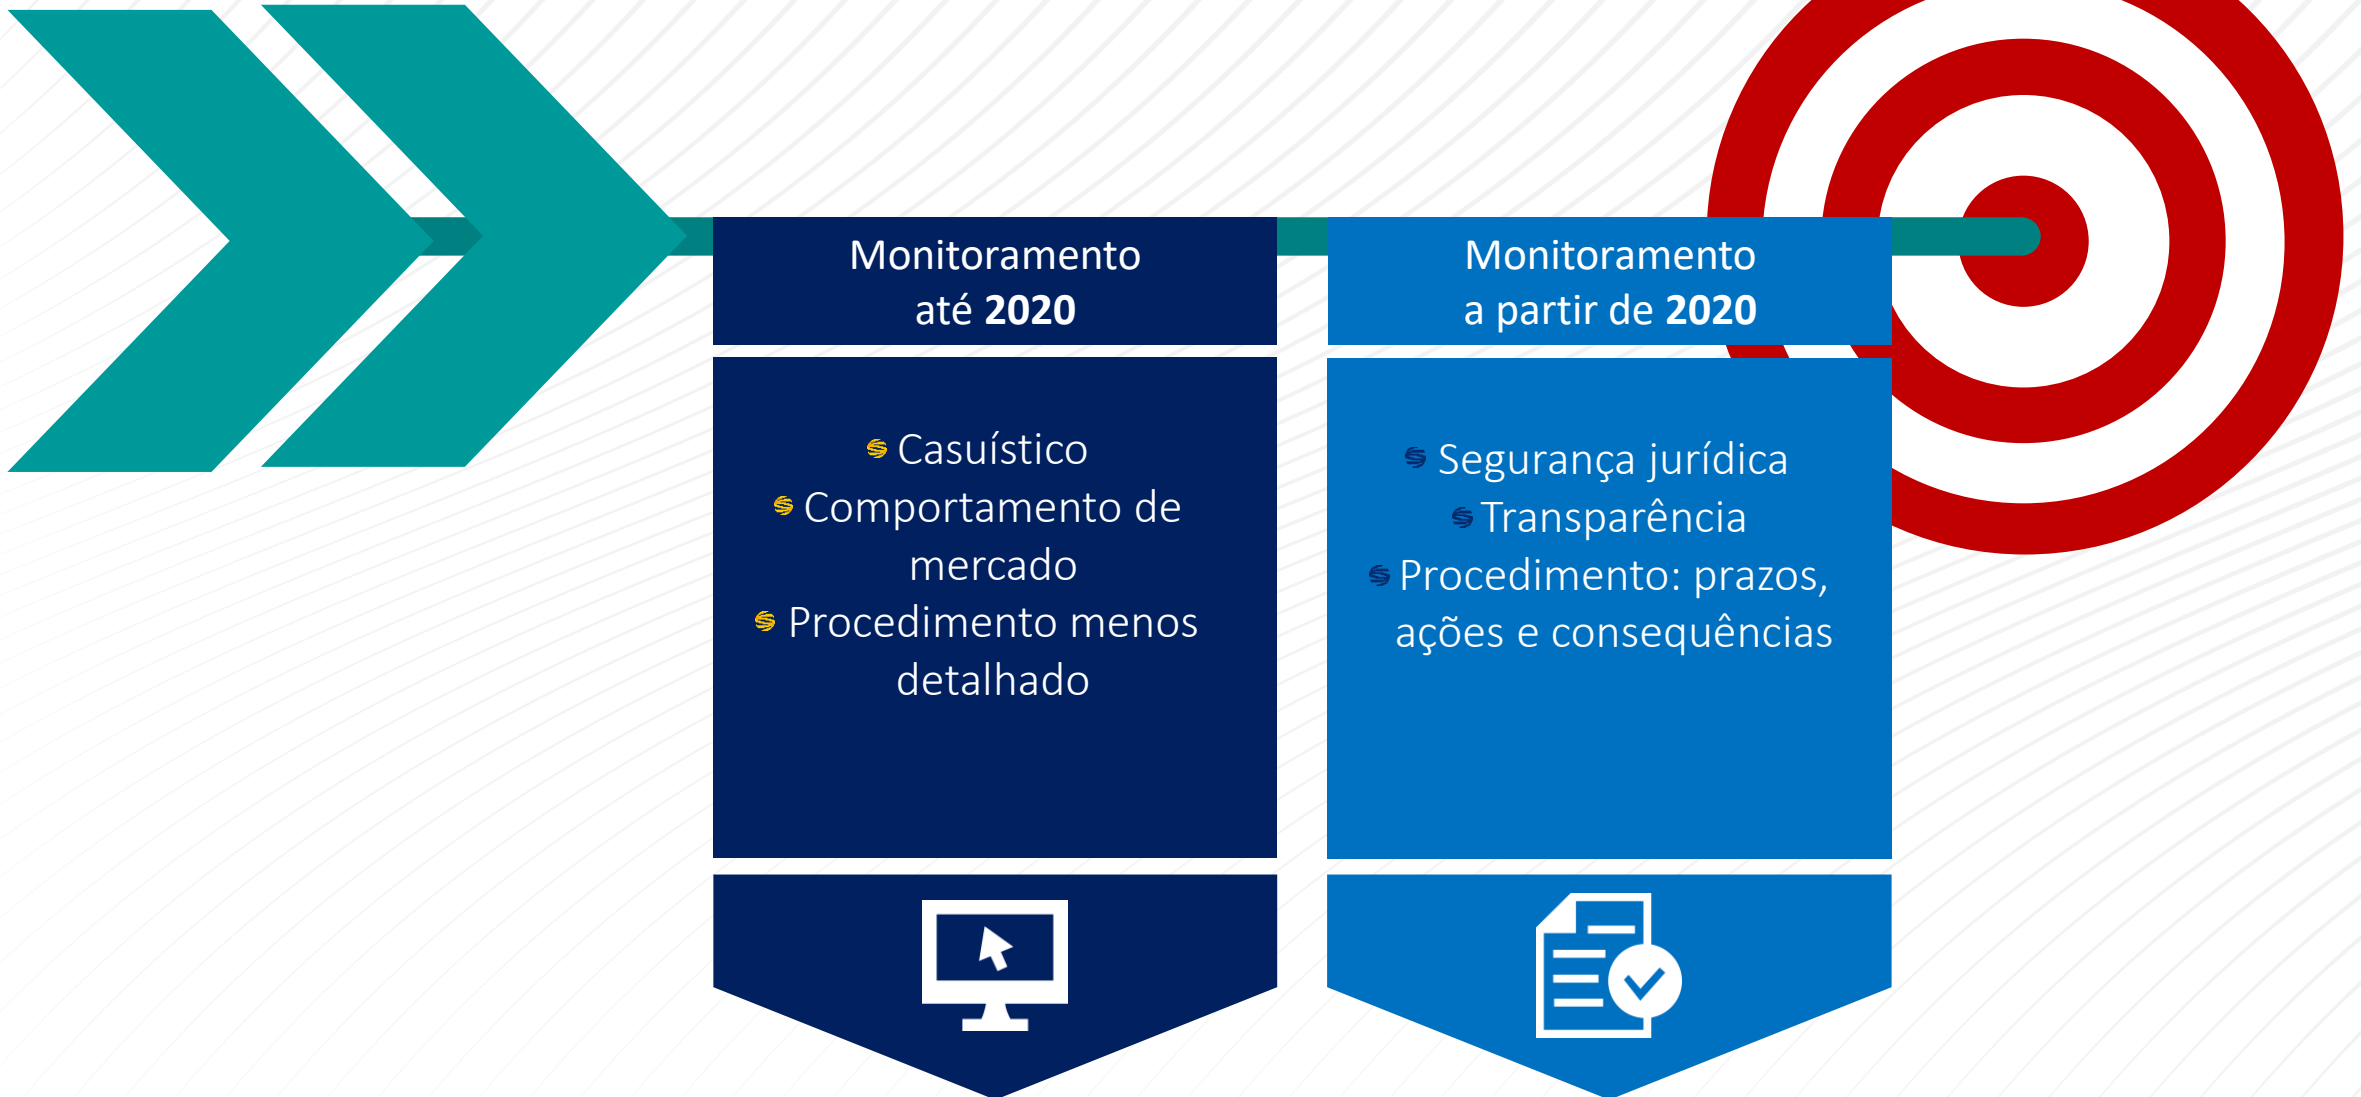 Monitoramento
até 2020
Casuístico
Comportamento de
mercado
Procedimento menos
detalhado
Monitoramento
a partir de 2020
Segurança jurídica
Transparência
Procedimento: prazos,
ações e consequências